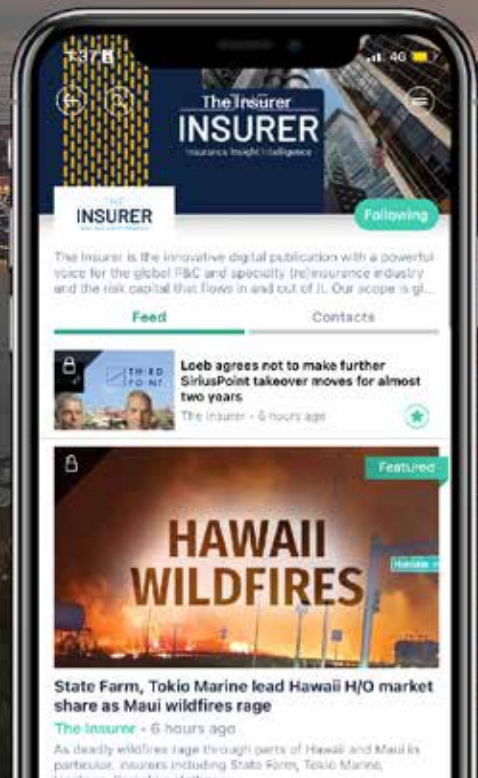 7:37
4G
The Insurer
INSURER
Insurance Insight Intelligence
THE
INSURER
Following
The Insurer is the innovative digital publication with a powerful
voice for the global P&C and specialty (re)insurance industry
and the risk capital that flows in and out of it. Our scope is gl...
Feed
Contacts
THIRD
POINT
Loeb agrees not to make further
SiriusPoint takeover moves for almost
two years
The Insurer - 6 hours ago
Featured
HAWAII
WILDFIRES
State Farm, Tokio Marine lead Hawaii H/O market
share as Maui wildfires rage
The Insurer - 6 hours ago
As deadly wildfires rage through parts of Hawaii and Maui in
particular, insurers including State Farm, Tokio Marine,